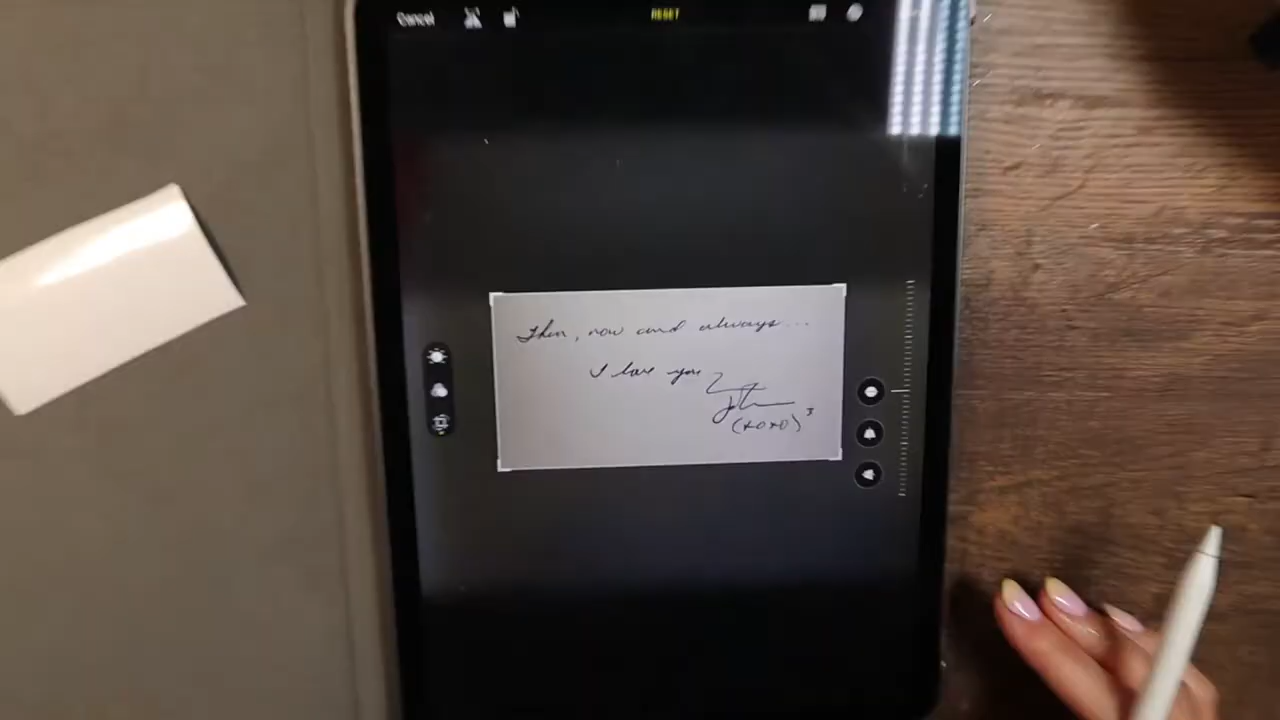 Cancel
RESET
Then, now and always...
I love you
(xoxo)³